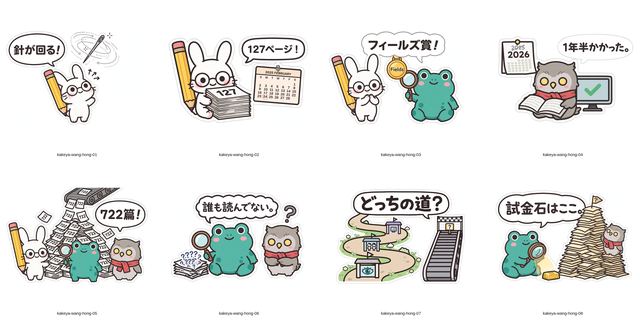 針が回る!
127ページ!
フィールズ賞!
1年半かかった。
127
2025 FEBRUARY
Fields
2025
2026
kakeya-wang-hong-01
kakeya-wang-hong-02
kakeya-wang-hong-03
kakeya-wang-hong-04
722篇!
誰も読んでない。
?
どっちの道?
試金石はここ。
????
?
kakeya-wang-hong-05
kakeya-wang-hong-06
kakeya-wang-hong-07
kakeya-wang-hong-08